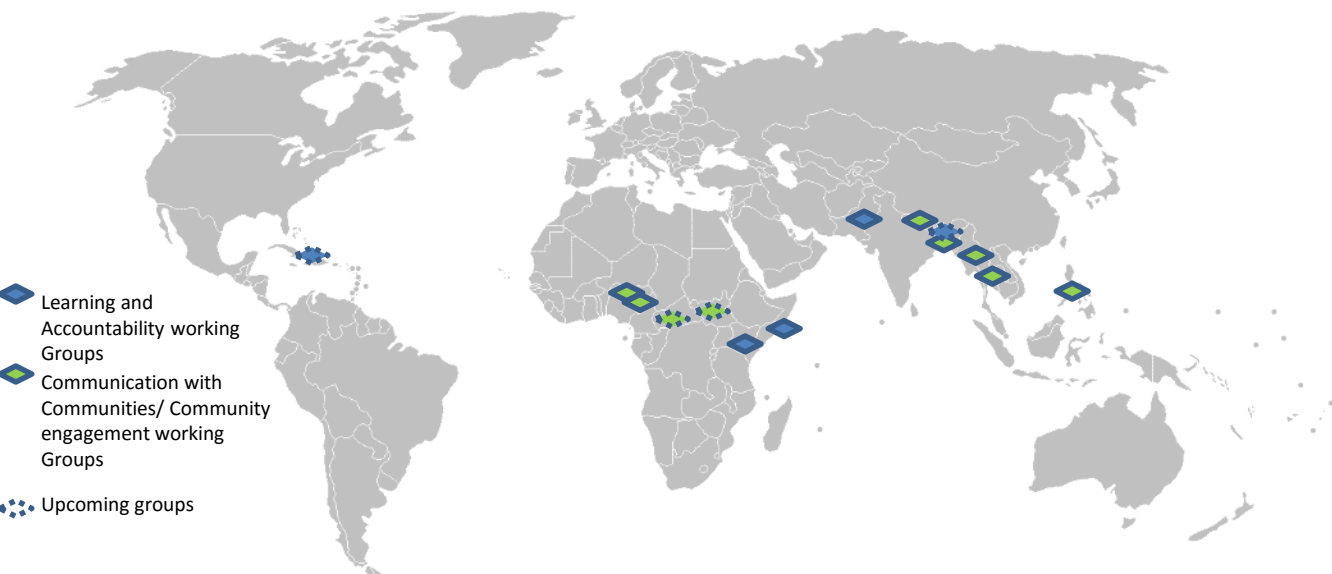 Learning and
Accountability working
Groups
Communication with
Communities/ Community
engagement working
Groups
Upcoming groups